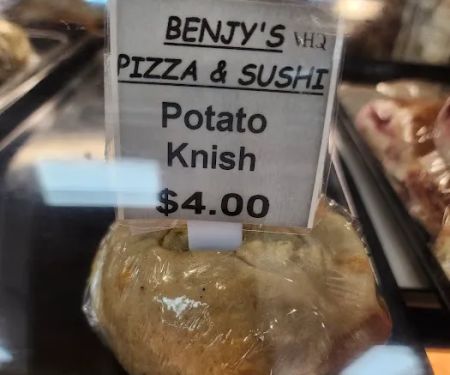 BENJY'S VHQ
PIZZA & SUSHI
Potato
Knish
$4.00